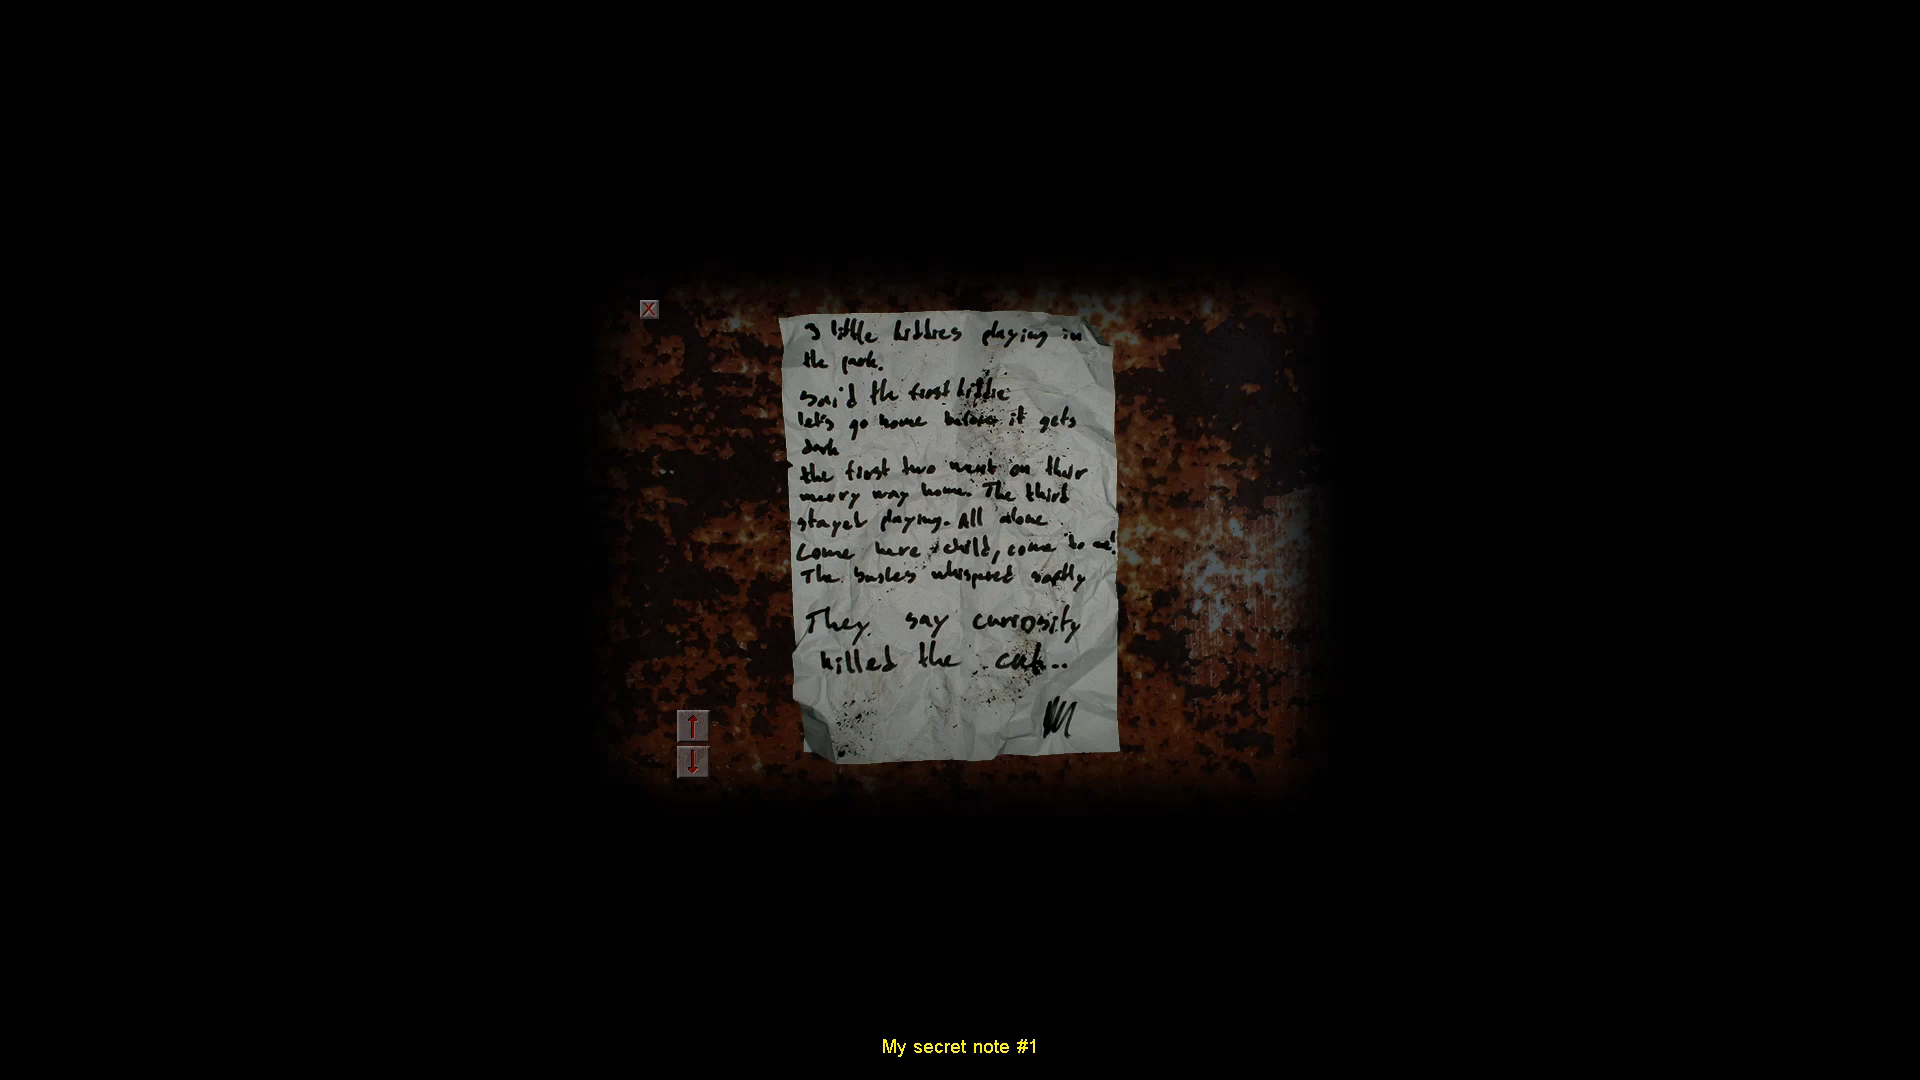 3 little kiddies playing in
the park.
said the first kiddie
let's go home before it gets
dark
the first two went on their
merry way home. The third
stayed playing. All alone
Come here child, come to me!
The bushes whispered softly
They say curiosity
killed the cat...
M
X
My secret note #1